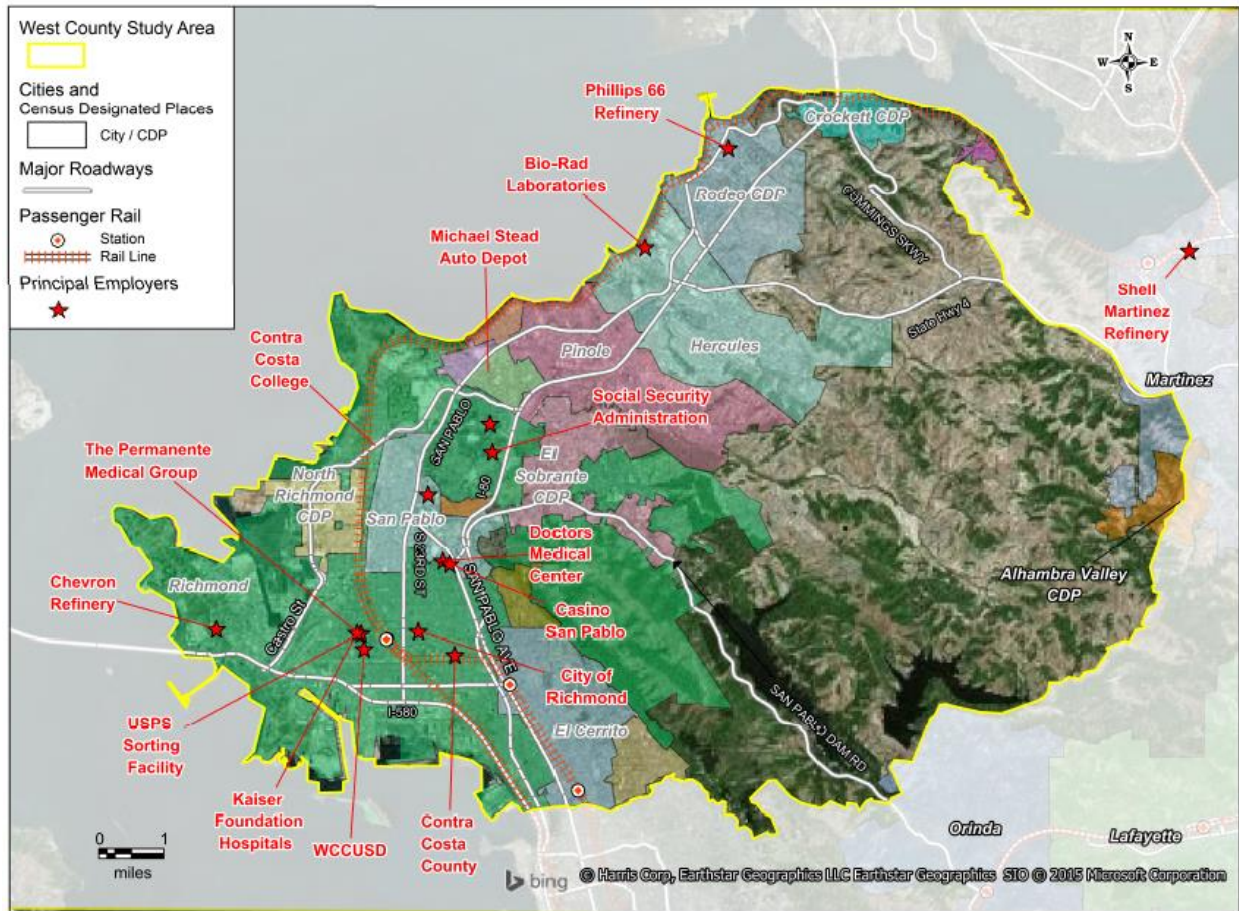 West County Study Area
Cities and
Census Designated Places
City / CDP
Major Roadways
Passenger Rail
Station
Rail Line
Principal Employers
N
W E
S
Phillips 66
Refinery
Crockett CDP
Bio-Rad
Laboratories
Rodeo CDP
CUMMINGS SKWY
Michael Stead
Auto Depot
Shell
Martinez
Refinery
State Hwy 4
Contra
Costa
College
Pinole
Hercules
Martinez
SAN PABLO
Social Security
Administration
The Permanente
Medical Group
North
Richmond
CDP
I-80
El
Sobrante
CDP
San Pablo
S 23RD ST
Doctors
Medical
Center
Chevron
Refinery
Richmond
SAN PABLO AVE
Alhambra Valley
CDP
Castro St
Casino
San Pablo
City of
Richmond
SAN PABLO DAM RD
I-580
El Cerrito
USPS
Sorting
Facility
Kaiser
Foundation
Hospitals
WCCUSD
Contra
Costa
County
Orinda
Lafayette
0 1
miles
bing
© Harris Corp, Earthstar Geographics LLC Earthstar Geographics SIO © 2015 Microsoft Corporation